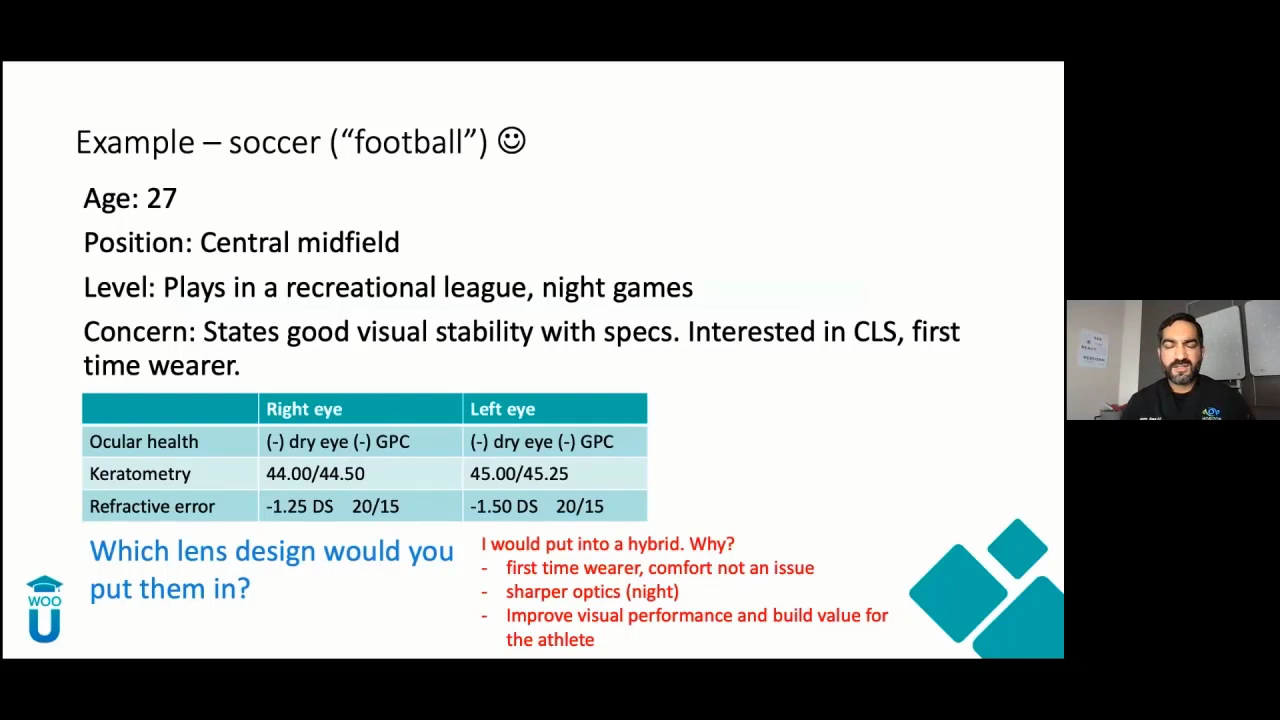 Example – soccer (“football”) ☺
Age: 27
Position: Central midfield
Level: Plays in a recreational league, night games
Concern: States good visual stability with specs. Interested in CLS, first
time wearer.
Right eye Left eye
Ocular health (-) dry eye (-) GPC (-) dry eye (-) GPC
Keratometry 44.00/44.50 45.00/45.25
Refractive error -1.25 DS 20/15 -1.50 DS 20/15
Which lens design would you
put them in?
I would put into a hybrid. Why?
- first time wearer, comfort not an issue
- sharper optics (night)
- Improve visual performance and build value for
the athlete
WOO
U